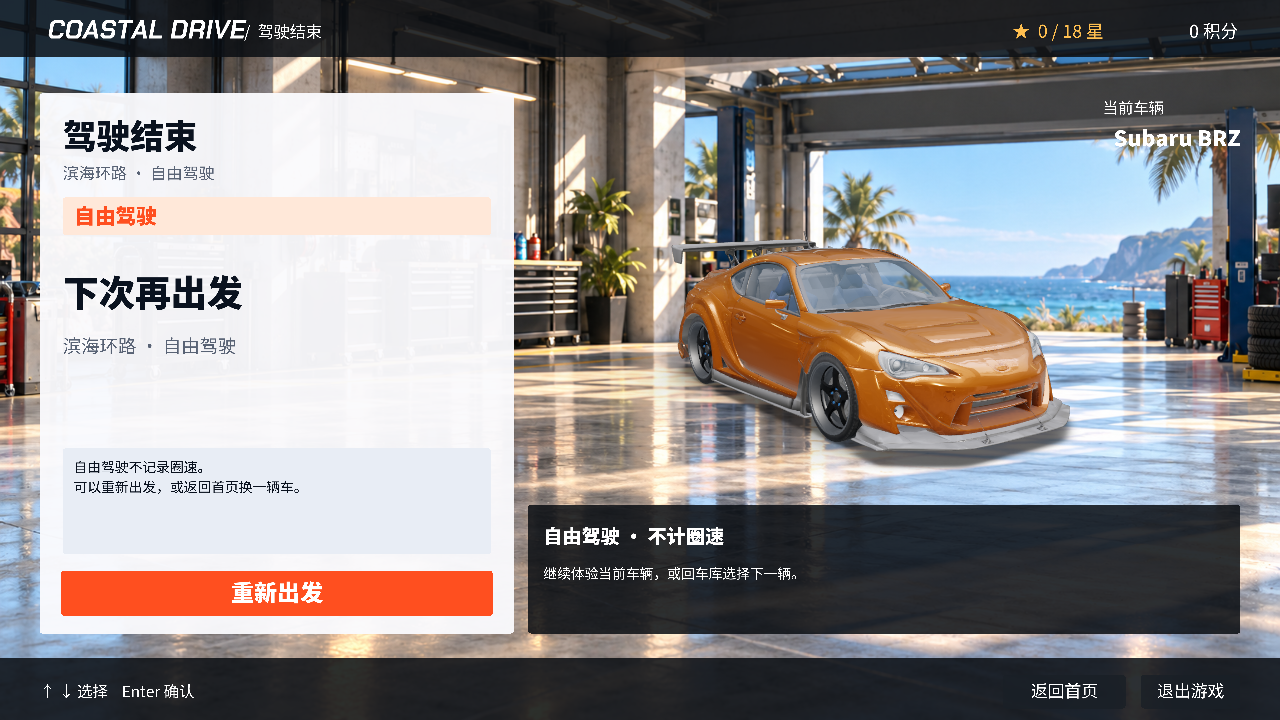 COASTAL DRIVE / 驾驶结束
★ 0 / 18 星
0 积分
驾驶结束
滨海环路 · 自由驾驶
自由驾驶
下次再出发
滨海环路 · 自由驾驶
自由驾驶不记录圈速。
可以重新出发，或返回首页换一辆车。
重新出发
当前车辆
Subaru BRZ
自由驾驶 · 不计圈速
继续体验当前车辆，或回车库选择下一辆。
↑ ↓ 选择 Enter 确认
返回首页
退出游戏